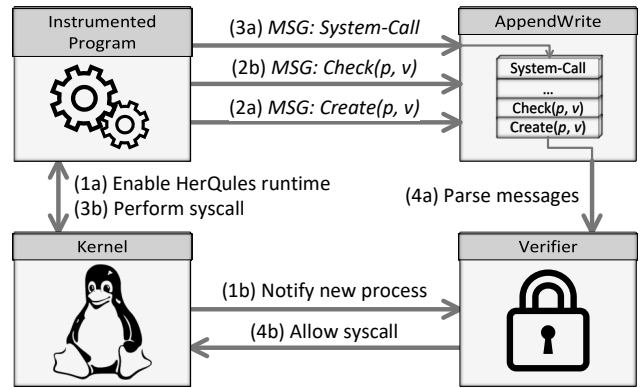 Instrumented
Program
(3a) MSG: System-Call
(2b) MSG: Check(p, v)
(2a) MSG: Create(p, v)
AppendWrite
System-Call
...
Check(p, v)
Create(p, v)
(1a) Enable HerQules runtime
(3b) Perform syscall
(4a) Parse messages
Kernel
(1b) Notify new process
(4b) Allow syscall
Verifier